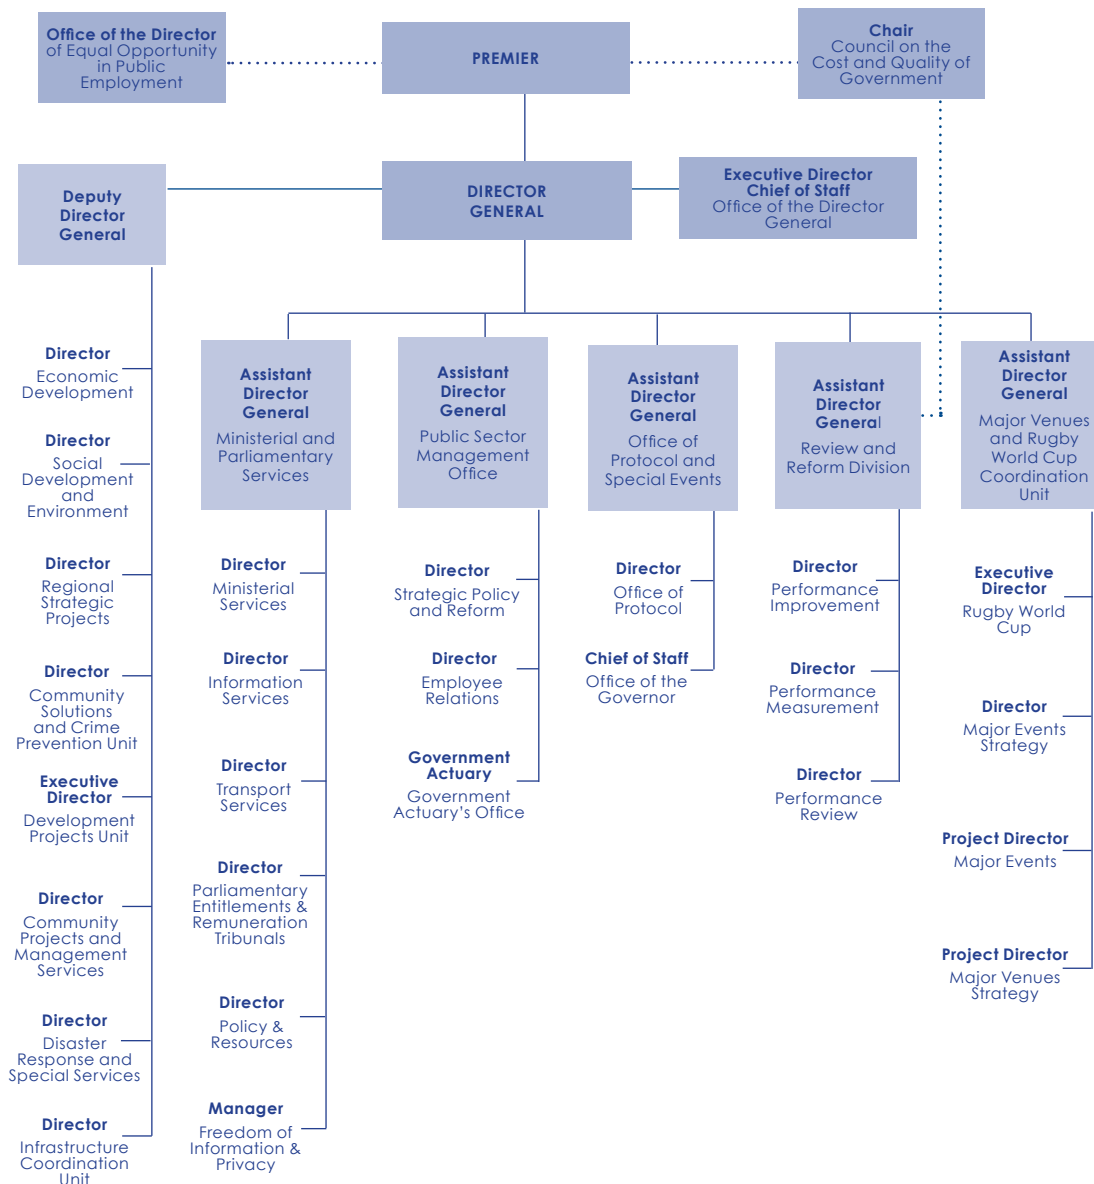 Office of the Director
of Equal Opportunity
in Public
Employment
PREMIER
Chair
Council on the
Cost and Quality of
Government
Deputy
Director
General
DIRECTOR
GENERAL
Executive Director
Chief of Staff
Office of the Director
General
Director
Economic
Development
Director
Social
Development
and
Environment
Director
Regional
Strategic
Projects
Director
Community
Solutions
and Crime
Prevention Unit
Executive
Director
Development
Projects Unit
Director
Community
Projects and
Management
Services
Director
Disaster
Response and
Special Services
Director
Infrastructure
Coordination
Unit
Assistant
Director
General
Ministerial and
Parliamentary
Services
Director
Ministerial
Services
Director
Information
Services
Director
Transport
Services
Director
Parliamentary
Entitlements &
Remuneration
Tribunals
Director
Policy &
Resources
Manager
Freedom of
Information &
Privacy
Assistant
Director
General
Public Sector
Management
Office
Director
Strategic Policy
and Reform
Director
Employee
Relations
Government
Actuary
Government
Actuary's Office
Assistant
Director
General
Office of
Protocol and
Special Events
Director
Office of
Protocol
Chief of Staff
Office of the
Governor
Assistant
Director
General
Review and
Reform Division
Director
Performance
Improvement
Director
Performance
Measurement
Director
Performance
Review
Assistant
Director
General
Major Venues
and Rugby
World Cup
Coordination
Unit
Executive
Director
Rugby World
Cup
Director
Major Events
Strategy
Project Director
Major Events
Project Director
Major Venues
Strategy